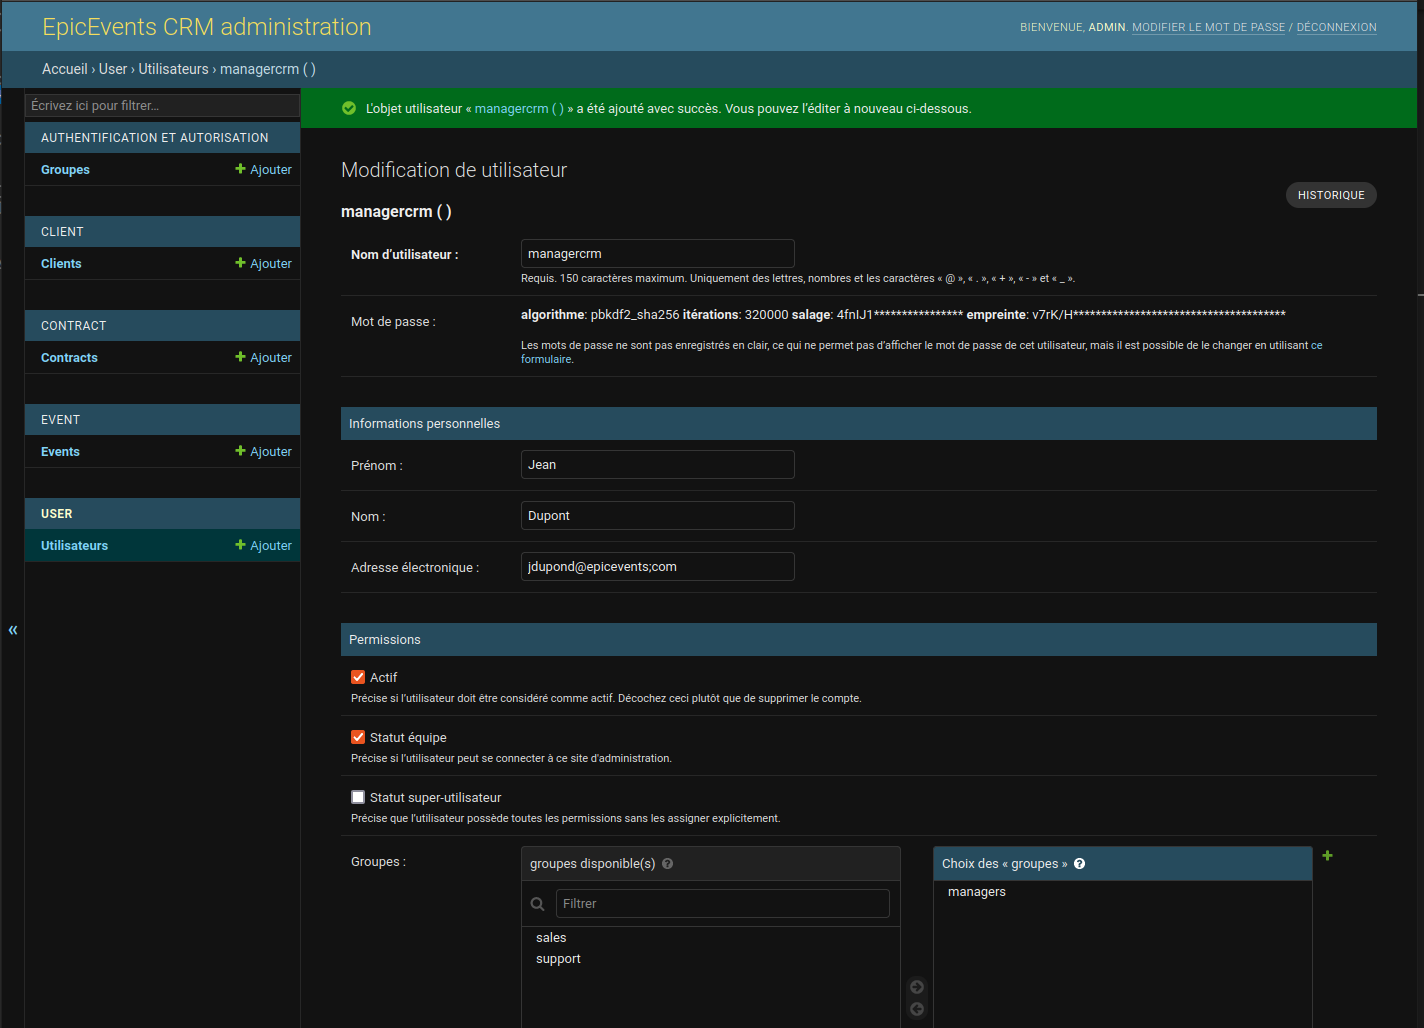 EpicEvents CRM administration
BIENVENUE, ADMIN. MODIFIER LE MOT DE PASSE / DÉCONNEXION
Accueil › User › Utilisateurs › managercrm ( )
Écrivez ici pour filtrer…
L'objet utilisateur « managercrm ( ) » a été ajouté avec succès. Vous pouvez l'éditer à nouveau ci-dessous.
AUTHENTIFICATION ET AUTORISATION
Groupes
Ajouter
CLIENT
Clients
Ajouter
CONTRACT
Contracts
Ajouter
EVENT
Events
Ajouter
USER
Utilisateurs
Ajouter
«
Modification de utilisateur
HISTORIQUE
managercrm ( )
Nom d'utilisateur : managercrm
Requis. 150 caractères maximum. Uniquement des lettres, nombres et les caractères « @ », « . », « + », « - » et « _ ».
Mot de passe : algorithme: pbkdf2_sha256 itérations: 320000 salage: 4fnIJ1**************** empreinte: v7rK/H**************************************
Les mots de passe ne sont pas enregistrés en clair, ce qui ne permet pas d'afficher le mot de passe de cet utilisateur, mais il est possible de le changer en utilisant ce
formulaire.
Informations personnelles
Prénom : Jean
Nom : Dupont
Adresse électronique : jdupond@epicevents;com
Permissions
Actif
Précise si l'utilisateur doit être considéré comme actif. Décochez ceci plutôt que de supprimer le compte.
Statut équipe
Précise si l'utilisateur peut se connecter à ce site d'administration.
Statut super-utilisateur
Précise que l'utilisateur possède toutes les permissions sans les assigner explicitement.
Groupes :
groupes disponible(s) ?
Filtrer
sales
support
Choix des « groupes » ?
managers